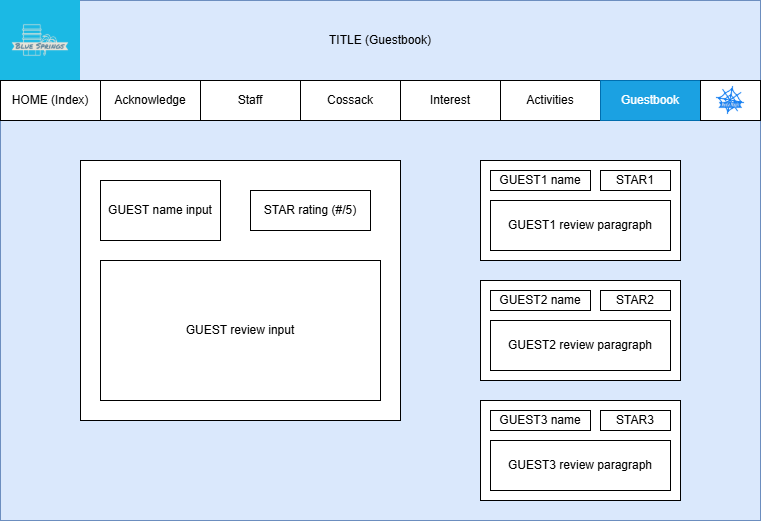 BLUE SPRINGS
TITLE (Guestbook)
HOME (Index)
Acknowledge
Staff
Cossack
Interest
Activities
Guestbook
GUEST name input
STAR rating (#/5)
GUEST review input
GUEST1 name
STAR1
GUEST1 review paragraph
GUEST2 name
STAR2
GUEST2 review paragraph
GUEST3 name
STAR3
GUEST3 review paragraph